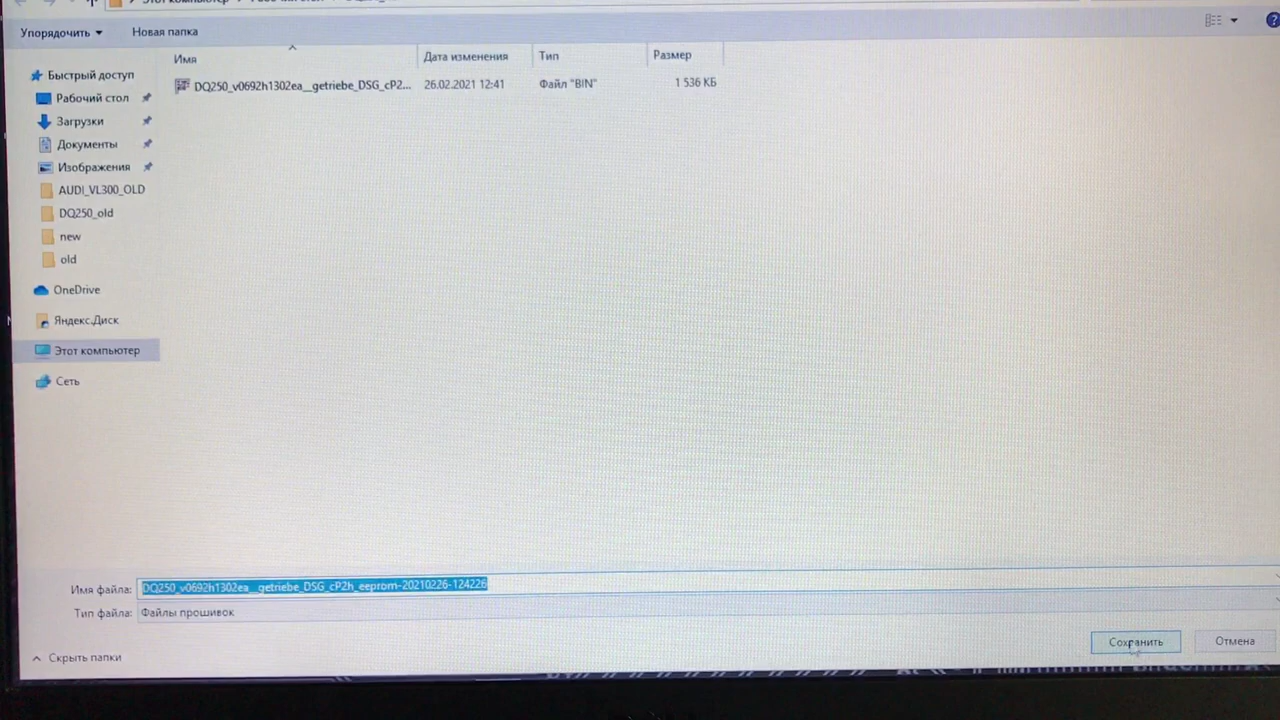 Упорядочить
Новая папка
Имя
Дата изменения
Тип
Размер
DQ250_v0692h1302ea__getriebe_DSG_cP2...
26.02.2021 12:41
Файл "BIN"
1 536 КБ
Быстрый доступ
Рабочий стол
Загрузки
Документы
Изображения
AUDI_VL300_OLD
DQ250_old
new
old
OneDrive
Яндекс.Диск
Этот компьютер
Сеть
Имя файла: DQ250_v0692h1302ea__getriebe_DSG_cP2h_eeprom-20210226-124226
Тип файла: Файлы прошивок
Сохранить
Отмена
Скрыть папки